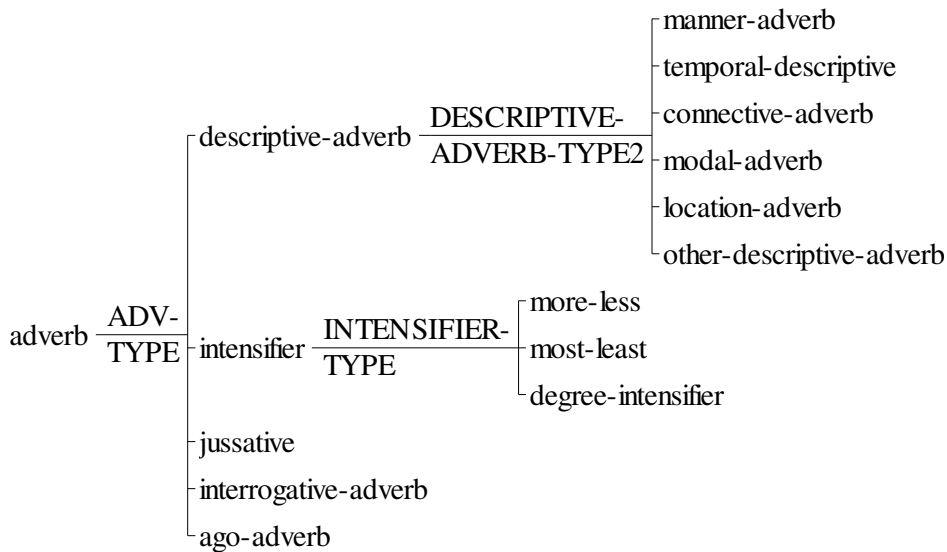 manner-adverb
temporal-descriptive
connective-adverb
modal-adverb
location-adverb
other-descriptive-adverb
descriptive-adverb
DESCRIPTIVE-
ADVERB-TYPE2
more-less
most-least
degree-intensifier
adverb
ADV-
TYPE
intensifier
INTENSIFIER-
TYPE
jussative
interrogative-adverb
ago-adverb